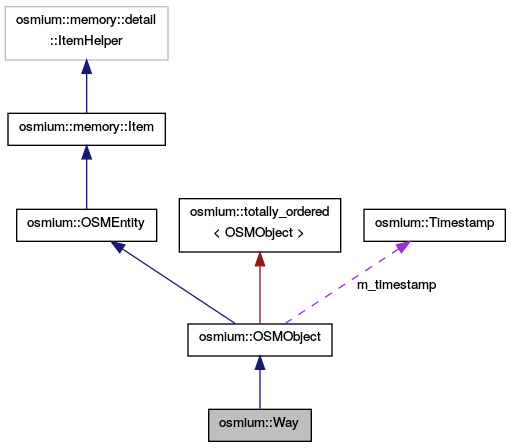 osmium::memory::detail
::ItemHelper
osmium::memory::Item
osmium::OSMEntity
osmium::totally_ordered
< OSMObject >
osmium::Timestamp
m_timestamp
osmium::OSMObject
osmium::Way